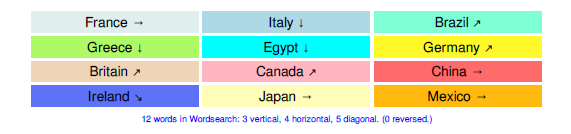 France → Italy ↓ Brazil ↗
Greece ↓ Egypt ↓ Germany ↗
Britain ↗ Canada ↗ China →
Ireland ↘ Japan → Mexico →
12 words in Wordsearch: 3 vertical, 4 horizontal, 5 diagonal. (0 reversed.)